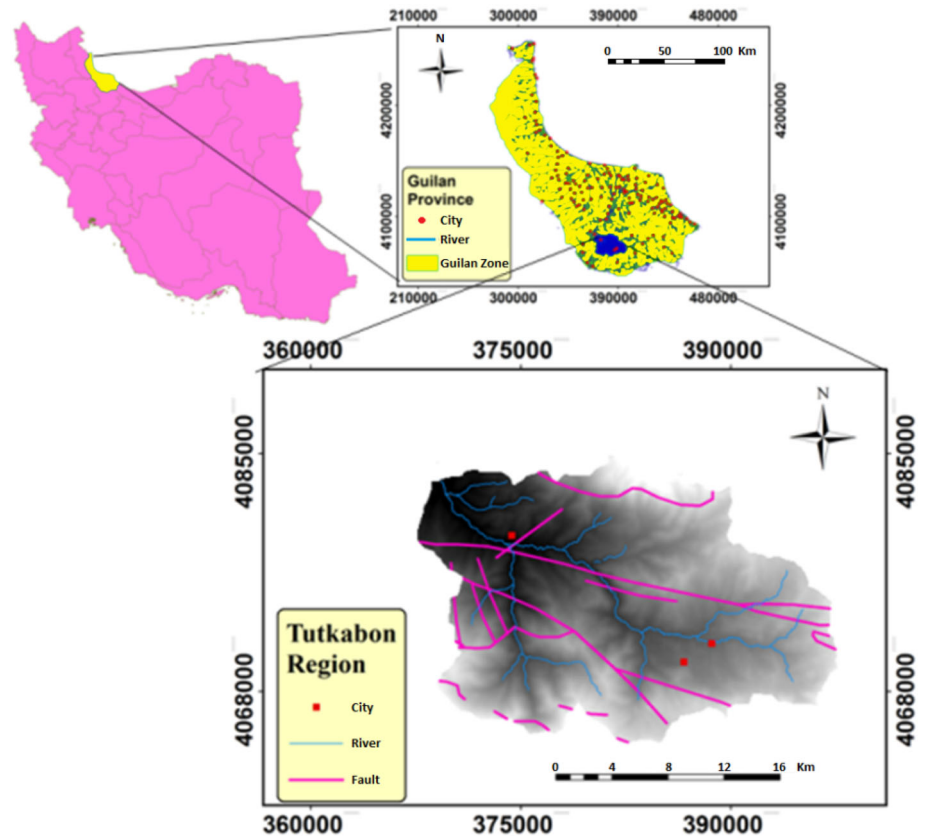 210000 300000 390000 480000
N
0 50 100 Km
4200000
4100000
4200000
4100000
Guilan
Province
City
River
Guilan Zone
210000 300000 390000 480000
360000 375000 390000
N
4085000
4068000
4085000
4068000
Tutkabon
Region
City
River
Fault
0 4 8 12 16 Km
360000 375000 390000